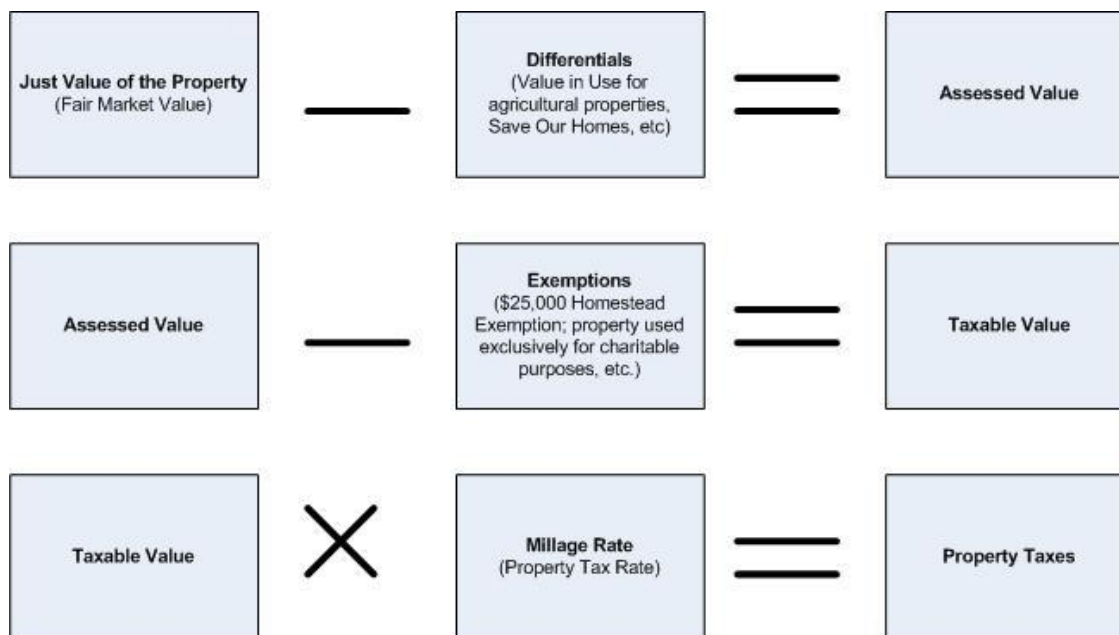 Just Value of the Property
(Fair Market Value)
Differentials
(Value in Use for
agricultural properties,
Save Our Homes, etc)
Assessed Value
Assessed Value
Exemptions
($25,000 Homestead
Exemption; property used
exclusively for charitable
purposes, etc.)
Taxable Value
Taxable Value
Millage Rate
(Property Tax Rate)
Property Taxes